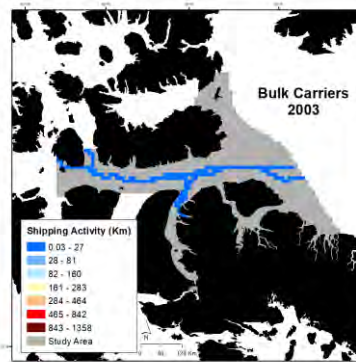 Bulk Carriers
2003
Shipping Activity (Km)
0.03 - 27
28 - 81
82 - 160
161 - 283
284 - 464
465 - 842
843 - 1358
Study Area
N